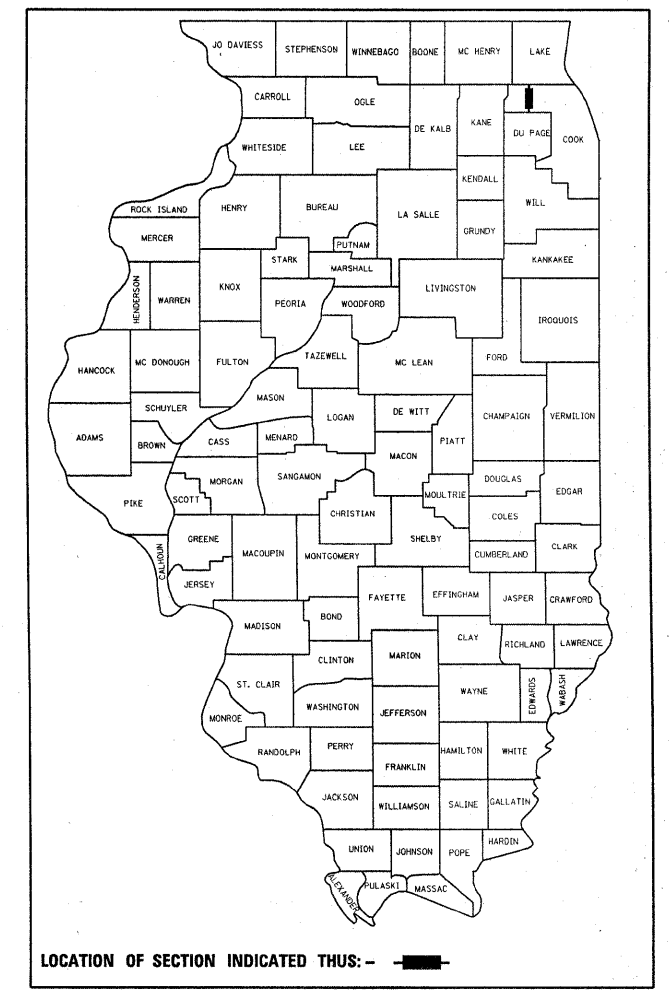 JO DAVIESS
STEPHENSON
WINNEBAGO
BOONE
MC HENRY
LAKE
CARROLL
OGLE
DE KALB
KANE
DU PAGE
COOK
WHITESIDE
LEE
KENDALL
ROCK ISLAND
HENRY
BUREAU
LA SALLE
WILL
GRUNDY
MERCER
PUTNAM
STARK
MARSHALL
KANKAKEE
HENDERSON
WARREN
KNOX
PEORIA
WOODFORD
LIVINGSTON
IROQUOIS
HANCOCK
MC DONOUGH
FULTON
TAZEWELL
MC LEAN
FORD
MASON
SCHUYLER
LOGAN
DE WITT
CHAMPAIGN
VERMILION
ADAMS
BROWN
CASS
MENARD
PIATT
MACON
MORGAN
SANGAMON
DOUGLAS
EDGAR
PIKE
SCOTT
CHRISTIAN
MOULTRIE
COLES
GREENE
MACOUPIN
MONTGOMERY
SHELBY
CUMBERLAND
CLARK
CALHOUN
JERSEY
FAYETTE
EFFINGHAM
JASPER
CRAWFORD
MADISON
BOND
CLAY
RICHLAND
LAWRENCE
CLINTON
MARION
ST. CLAIR
WAYNE
EDWARDS
WABASH
WASHINGTON
JEFFERSON
MONROE
RANDOLPH
PERRY
HAMILTON
WHITE
FRANKLIN
JACKSON
WILLIAMSON
SALINE
GALLATIN
UNION
JOHNSON
POPE
HARDIN
ALEXANDER
PULASKI
MASSAC
LOCATION OF SECTION INDICATED THUS: -